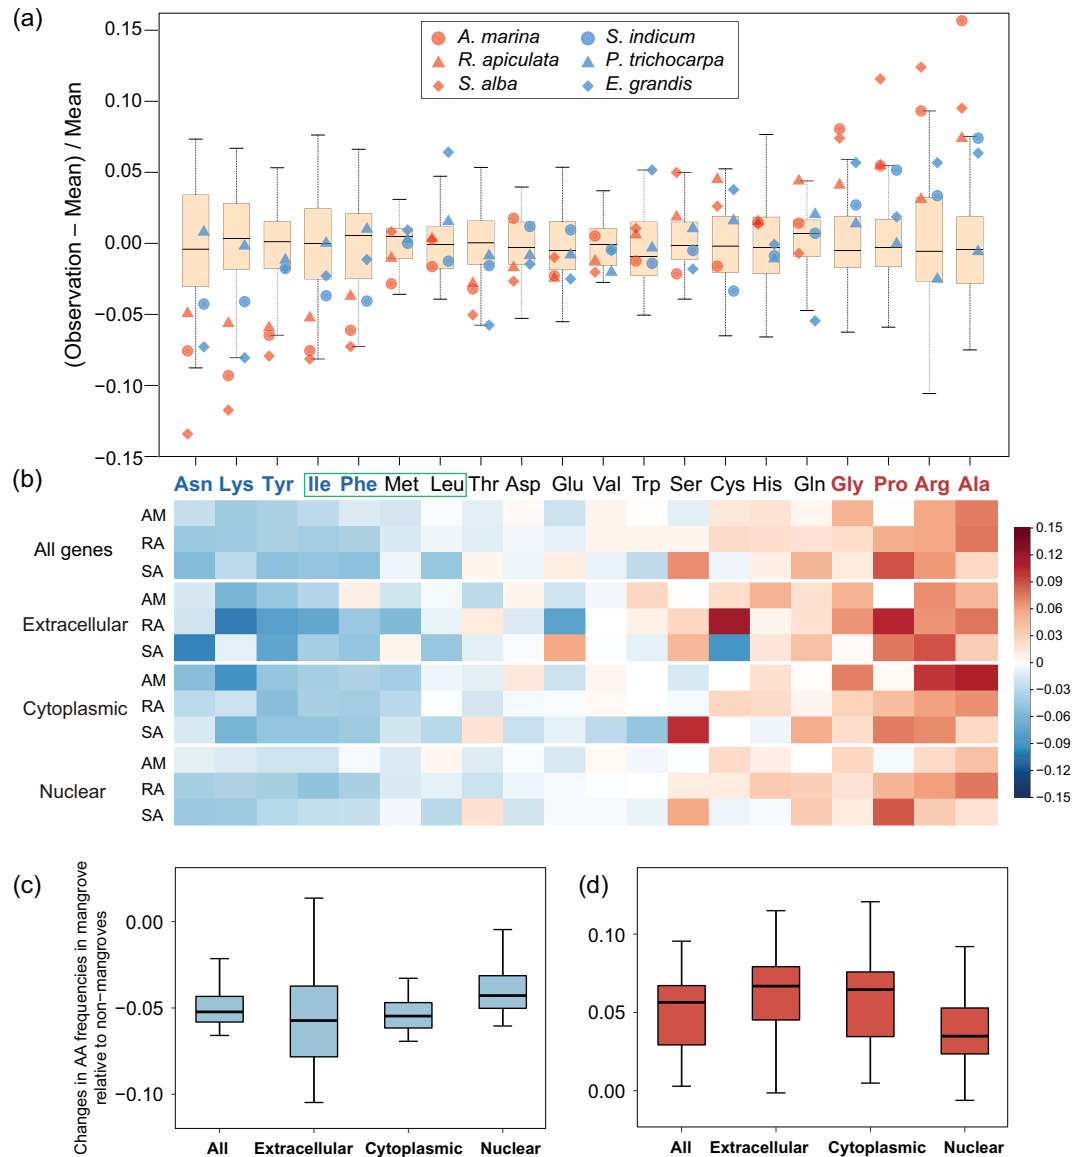 (a)
(Observation − Mean) / Mean
0.15
0.10
0.05
0.00
−0.05
−0.10
−0.15
A. marina
S. indicum
R. apiculata
P. trichocarpa
S. alba
E. grandis
(b)
Asn Lys Tyr Ile Phe Met Leu Thr Asp Glu Val Trp Ser Cys His Gln Gly Pro Arg Ala
All genes
AM
RA
SA
Extracellular
AM
RA
SA
Cytoplasmic
AM
RA
SA
Nuclear
AM
RA
SA
0.15
0.12
0.09
0.06
0.03
0
−0.03
−0.06
−0.09
−0.12
−0.15
(c)
Changes in AA frequencies in mangrove
relative to non−mangroves
0.00
−0.05
−0.10
All Extracellular Cytoplasmic Nuclear
(d)
0.10
0.05
0.00
All Extracellular Cytoplasmic Nuclear